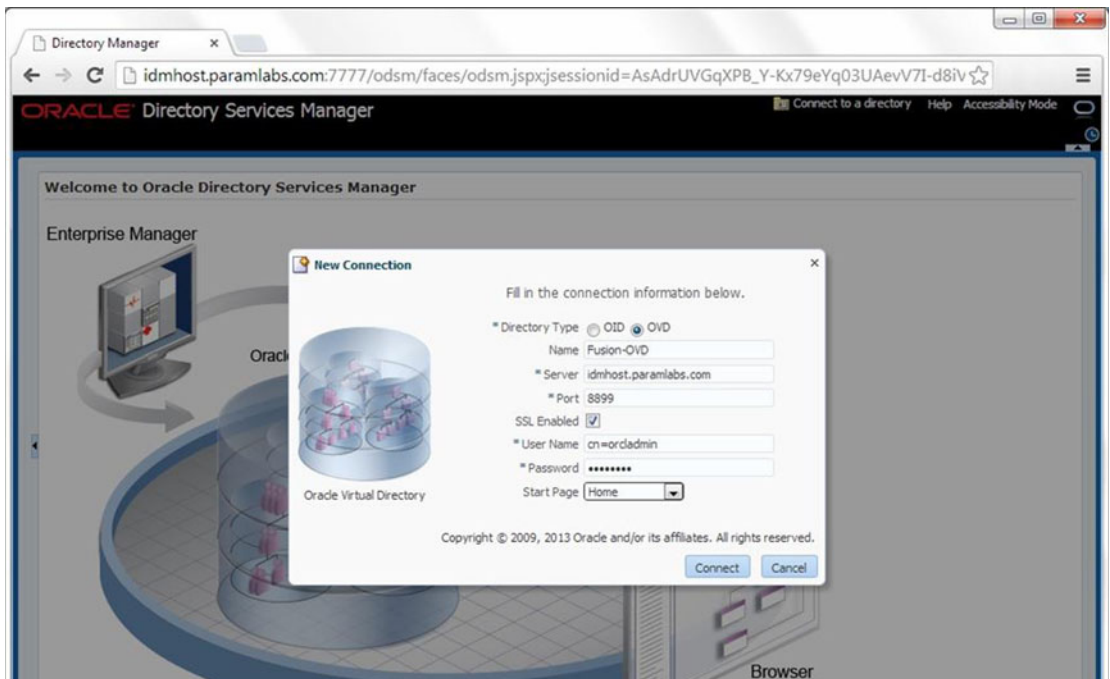 Directory Manager
idmhost.paramlabs.com:7777/odsm/faces/odsm.jspx;jsessionid=AsAdrUVGqXPB_Y-Kx79eYq03UAevV7I-d8iV
ORACLE Directory Services Manager
Connect to a directory Help Accessibility Mode
Welcome to Oracle Directory Services Manager
Enterprise Manager
New Connection
Fill in the connection information below.
* Directory Type OID OVD
Name Fusion-OVD
* Server idmhost.paramlabs.com
* Port 8899
SSL Enabled
* User Name cn=orcladmin
* Password ••••••••
Start Page Home
Oracle Virtual Directory
Copyright © 2009, 2013 Oracle and/or its affiliates. All rights reserved.
Connect Cancel
Browser